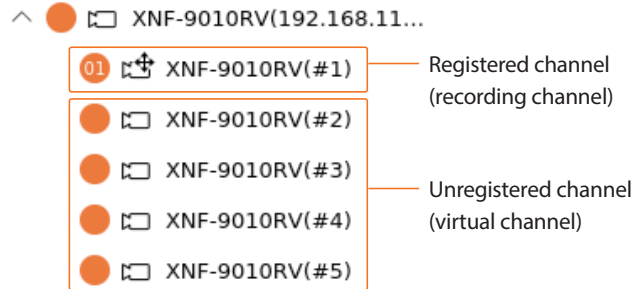 XNF-9010RV(192.168.11...
01 XNF-9010RV(#1)
Registered channel
(recording channel)
XNF-9010RV(#2)
XNF-9010RV(#3)
XNF-9010RV(#4)
XNF-9010RV(#5)
Unregistered channel
(virtual channel)